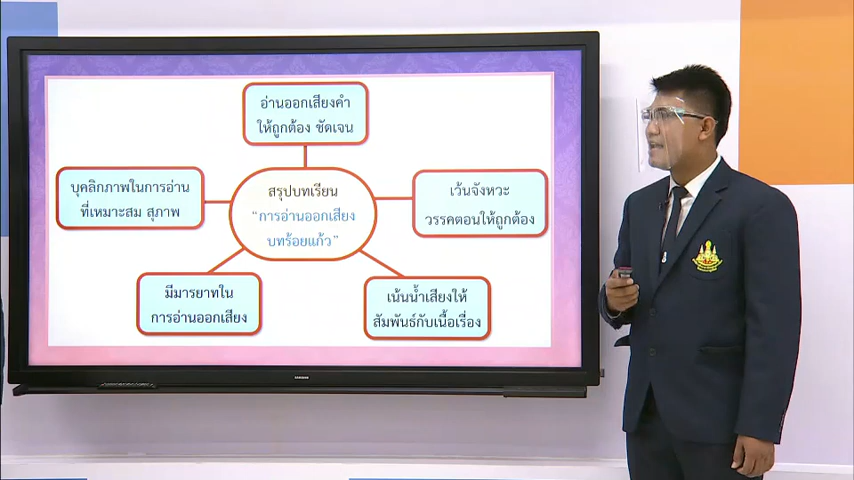 อ่านออกเสียงคำ
ให้ถูกต้อง ชัดเจน
บุคลิกภาพในการอ่าน
ที่เหมาะสม สุภาพ
สรุปบทเรียน
“การอ่านออกเสียง
บทร้อยแก้ว”
เว้นจังหวะ
วรรคตอนให้ถูกต้อง
มีมารยาทใน
การอ่านออกเสียง
เน้นน้ำเสียงให้
สัมพันธ์กับเนื้อเรื่อง
SAMSUNG